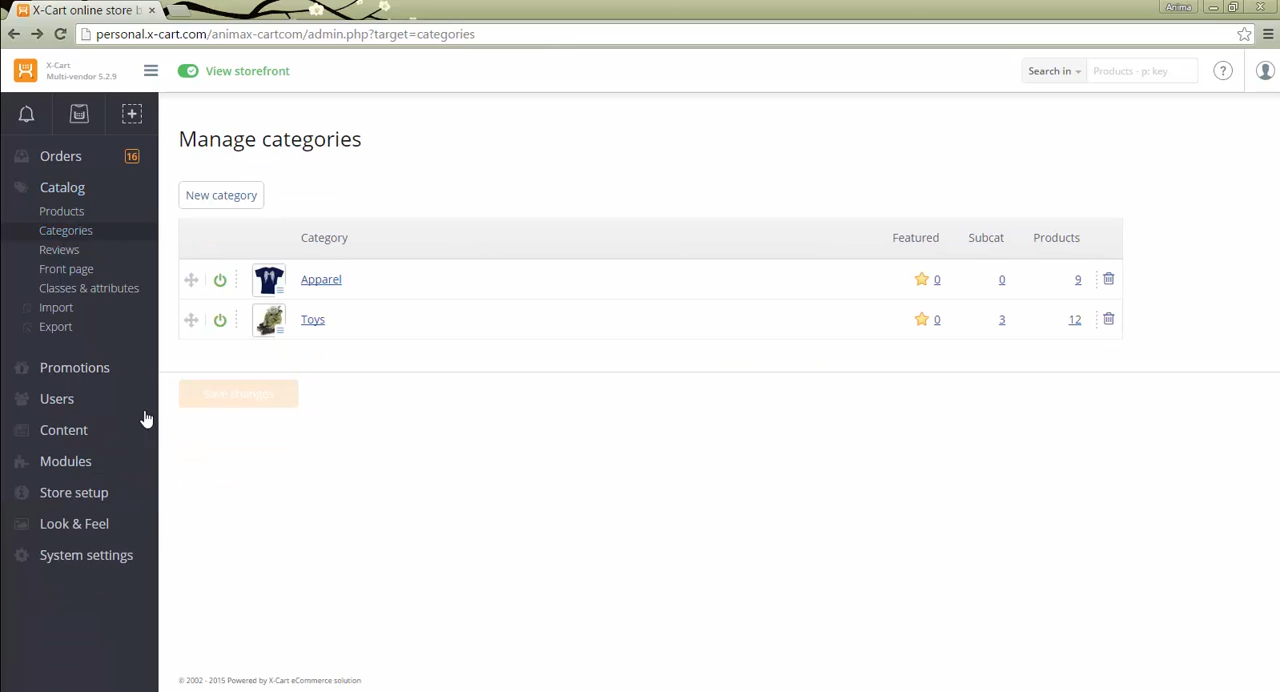 X-Cart online store b
Anima
personal.x-cart.com/animax-cartcom/admin.php?target=categories
X-Cart
Multi-vendor 5.2.9
View storefront
Search in
Products - p: key
?
Orders 16
Catalog
Products
Categories
Reviews
Front page
Classes & attributes
Import
Export
Promotions
Users
Content
Modules
Store setup
Look & Feel
System settings
Manage categories
New category
Category Featured Subcat Products
Apparel 0 0 9
Toys 0 3 12
Save changes
© 2002 - 2015 Powered by X-Cart eCommerce solution